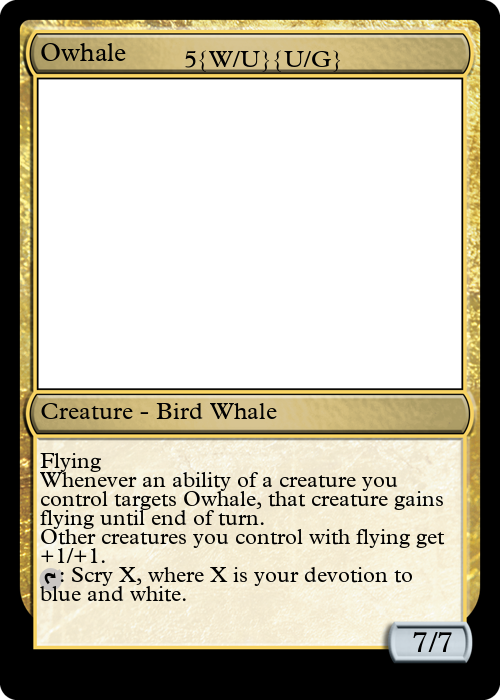 Owhale 5{W/U}{U/G}
Creature - Bird Whale
Flying
Whenever an ability of a creature you
control targets Owhale, that creature gains
flying until end of turn.
Other creatures you control with flying get
+1/+1.
: Scry X, where X is your devotion to
blue and white.
7/7